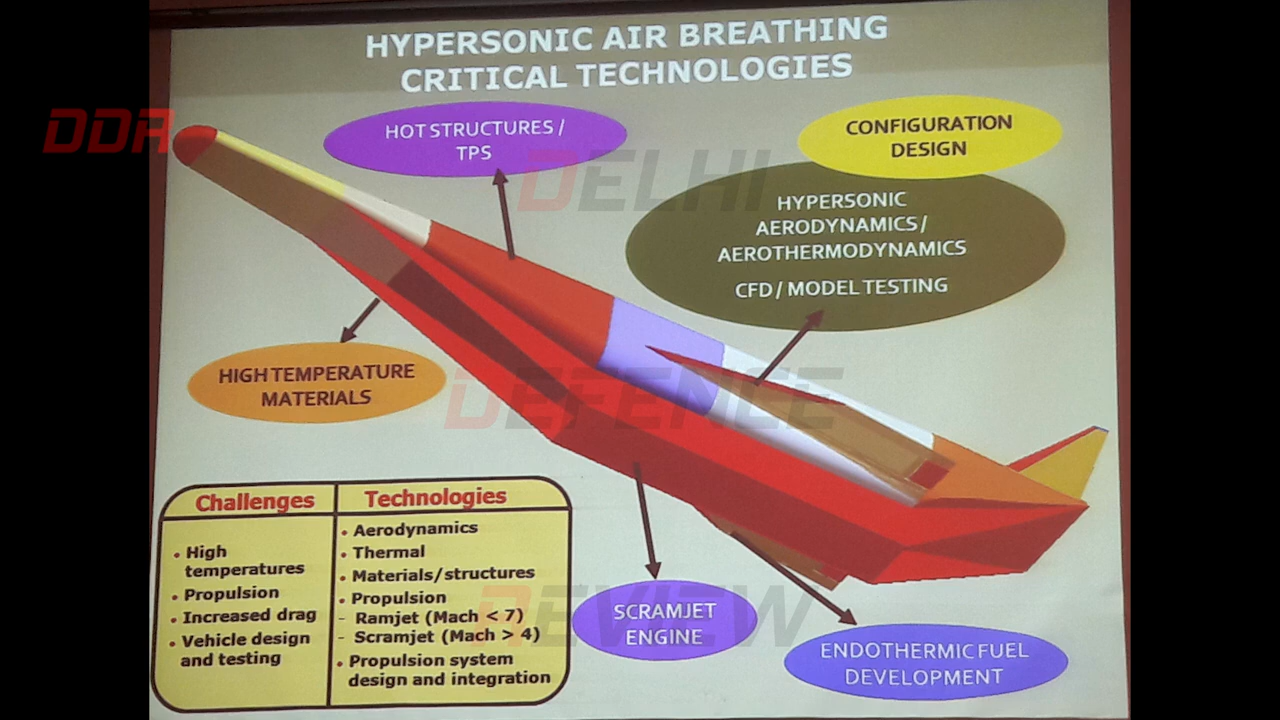 HYPERSONIC AIR BREATHING
CRITICAL TECHNOLOGIES
DDR
HOT STRUCTURES /
TPS
CONFIGURATION
DESIGN
DELHI
HYPERSONIC
AERODYNAMICS /
AEROTHERMODYNAMICS
CFD / MODEL TESTING
HIGH TEMPERATURE
MATERIALS
DEFENCE
Challenges
• High
temperatures
• Propulsion
• Increased drag
• Vehicle design
and testing
Technologies
• Aerodynamics
• Thermal
• Materials/structures
• Propulsion
- Ramjet (Mach < 7)
- Scramjet (Mach > 4)
• Propulsion system
design and integration
SCRAMJET
ENGINE
REVIEW
ENDOTHERMIC FUEL
DEVELOPMENT